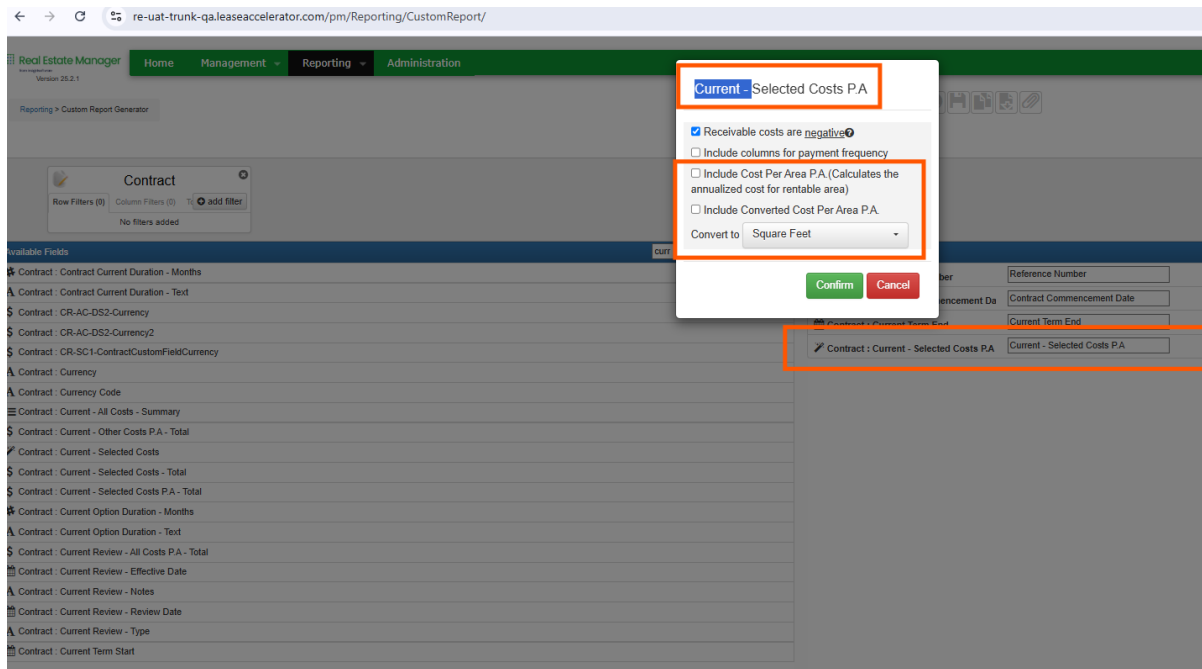 re-uat-trunk-qa.leaseaccelerator.com/pm/Reporting/CustomReport/
Real Estate Manager
Version 25.2.1
Home Management Reporting Administration
Reporting > Custom Report Generator
Current - Selected Costs P.A
Receivable costs are negative
Include columns for payment frequency
Include Cost Per Area P.A.(Calculates the
annualized cost for rentable area)
Include Converted Cost Per Area P.A.
Convert to Square Feet
Confirm Cancel
Contract
Row Filters (0) Column Filters (0) add filter
No filters added
Available Fields
curr
Contract : Contract Current Duration - Months
Contract : Contract Current Duration - Text
Contract : CR-AC-DS2-Currency
Contract : CR-AC-DS2-Currency2
Contract : CR-SC1-ContractCustomFieldCurrency
Contract : Currency
Contract : Currency Code
Contract : Current - All Costs - Summary
Contract : Current - Other Costs P.A - Total
Contract : Current - Selected Costs
Contract : Current - Selected Costs - Total
Contract : Current - Selected Costs P.A - Total
Contract : Current Option Duration - Months
Contract : Current Option Duration - Text
Contract : Current Review - All Costs P.A - Total
Contract : Current Review - Effective Date
Contract : Current Review - Notes
Contract : Current Review - Review Date
Contract : Current Review - Type
Contract : Current Term Start
ber Reference Number
encement Da Contract Commencement Date
Contract : Current Term End Current Term End
Contract : Current - Selected Costs P.A Current - Selected Costs P.A